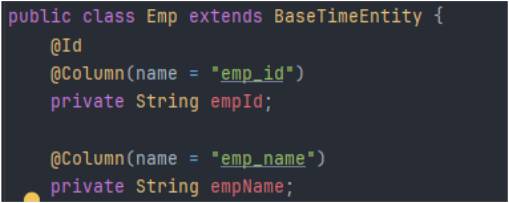 public class Emp extends BaseTimeEntity {
@Id
@Column(name = "emp_id")
private String empId;
@Column(name = "emp_name")
private String empName;